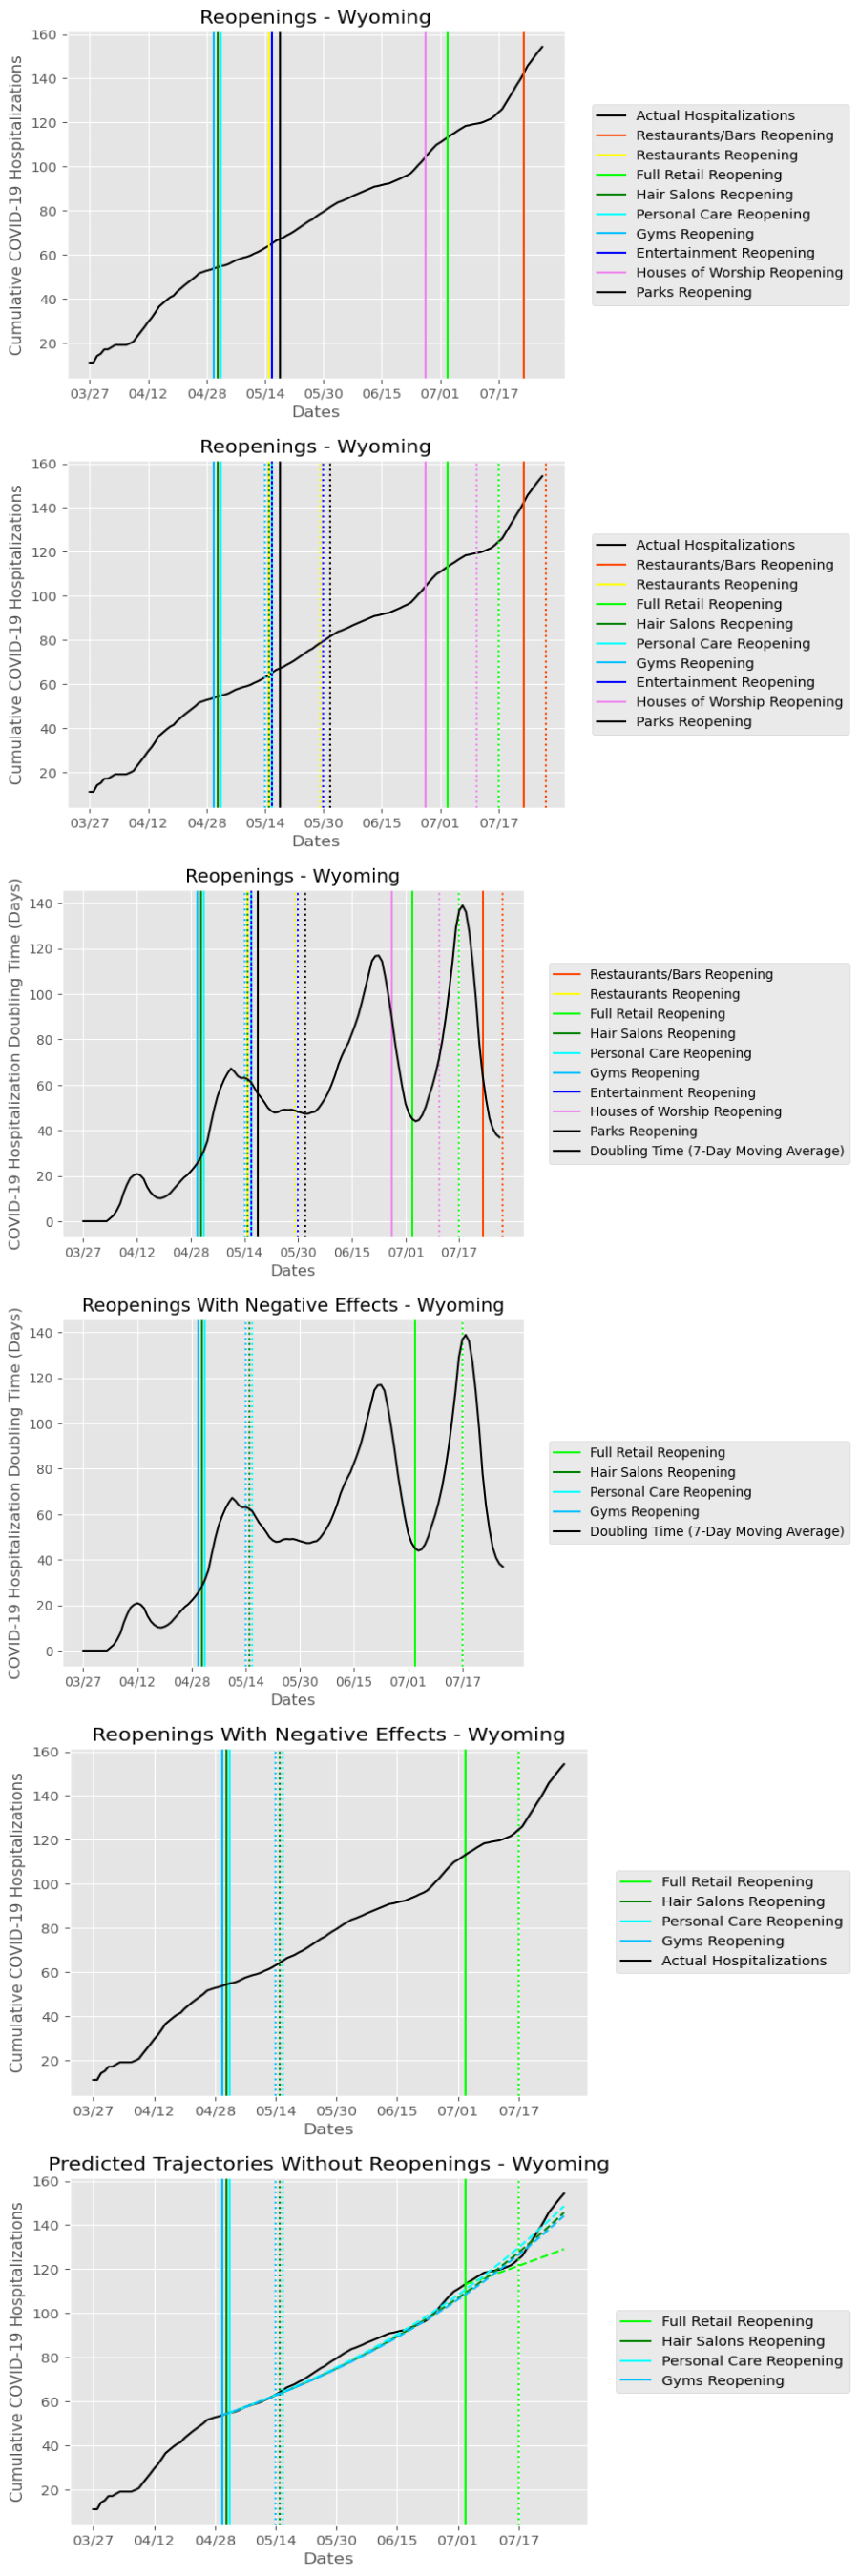 Reopenings - Wyoming
Cumulative COVID-19 Hospitalizations
160
140
120
100
80
60
40
20
03/27 04/12 04/28 05/14 05/30 06/15 07/01 07/17
Dates
Actual Hospitalizations
Restaurants/Bars Reopening
Restaurants Reopening
Full Retail Reopening
Hair Salons Reopening
Personal Care Reopening
Gyms Reopening
Entertainment Reopening
Houses of Worship Reopening
Parks Reopening
Reopenings - Wyoming
Cumulative COVID-19 Hospitalizations
160
140
120
100
80
60
40
20
03/27 04/12 04/28 05/14 05/30 06/15 07/01 07/17
Dates
Actual Hospitalizations
Restaurants/Bars Reopening
Restaurants Reopening
Full Retail Reopening
Hair Salons Reopening
Personal Care Reopening
Gyms Reopening
Entertainment Reopening
Houses of Worship Reopening
Parks Reopening
Reopenings - Wyoming
COVID-19 Hospitalization Doubling Time (Days)
140
120
100
80
60
40
20
0
03/27 04/12 04/28 05/14 05/30 06/15 07/01 07/17
Dates
Restaurants/Bars Reopening
Restaurants Reopening
Full Retail Reopening
Hair Salons Reopening
Personal Care Reopening
Gyms Reopening
Entertainment Reopening
Houses of Worship Reopening
Parks Reopening
Doubling Time (7-Day Moving Average)
Reopenings With Negative Effects - Wyoming
COVID-19 Hospitalization Doubling Time (Days)
140
120
100
80
60
40
20
0
03/27 04/12 04/28 05/14 05/30 06/15 07/01 07/17
Dates
Full Retail Reopening
Hair Salons Reopening
Personal Care Reopening
Gyms Reopening
Doubling Time (7-Day Moving Average)
Reopenings With Negative Effects - Wyoming
Cumulative COVID-19 Hospitalizations
160
140
120
100
80
60
40
20
03/27 04/12 04/28 05/14 05/30 06/15 07/01 07/17
Dates
Full Retail Reopening
Hair Salons Reopening
Personal Care Reopening
Gyms Reopening
Actual Hospitalizations
Predicted Trajectories Without Reopenings - Wyoming
Cumulative COVID-19 Hospitalizations
160
140
120
100
80
60
40
20
03/27 04/12 04/28 05/14 05/30 06/15 07/01 07/17
Dates
Full Retail Reopening
Hair Salons Reopening
Personal Care Reopening
Gyms Reopening